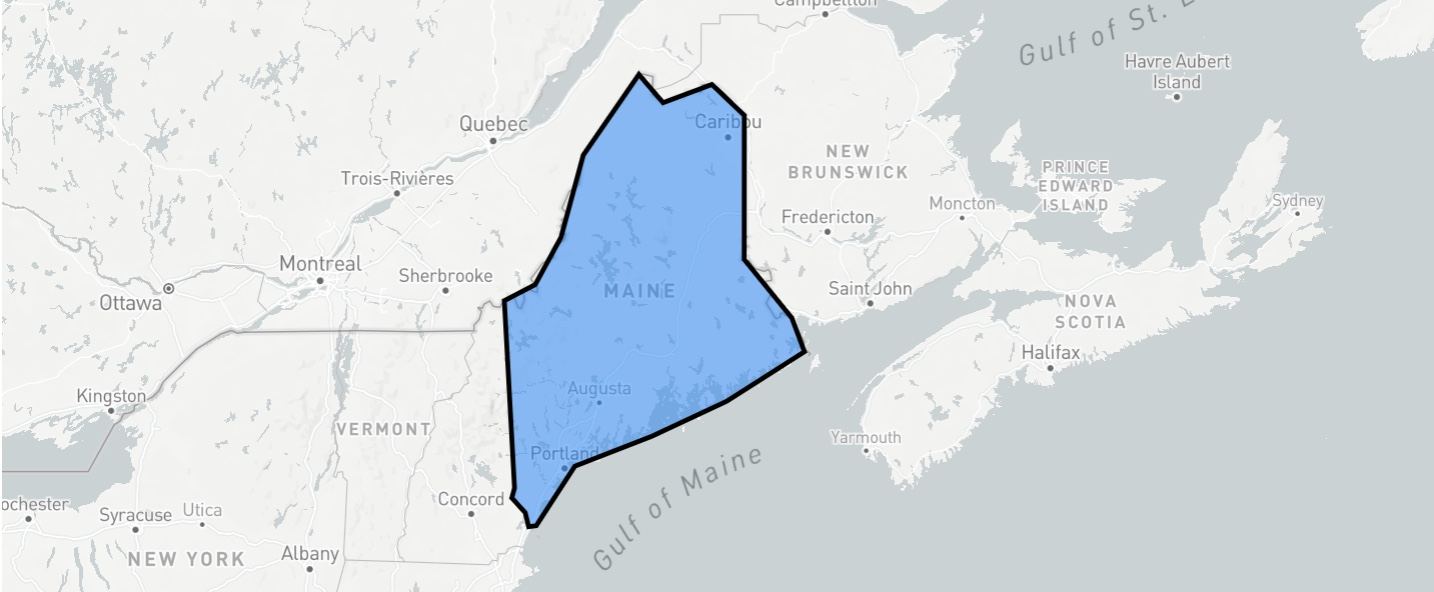 Campbellton
Gulf of St.
Havre Aubert
Island
Quebec
Caribou
NEW
BRUNSWICK
PRINCE
EDWARD
ISLAND
Trois-Rivières
Fredericton
Moncton
Sydney
Montreal
Sherbrooke
Ottawa
MAINE
Saint John
NOVA
SCOTIA
Halifax
Kingston
Augusta
VERMONT
Yarmouth
Portland
Gulf of Maine
Concord
ochester
Syracuse
Utica
NEW YORK
Albany